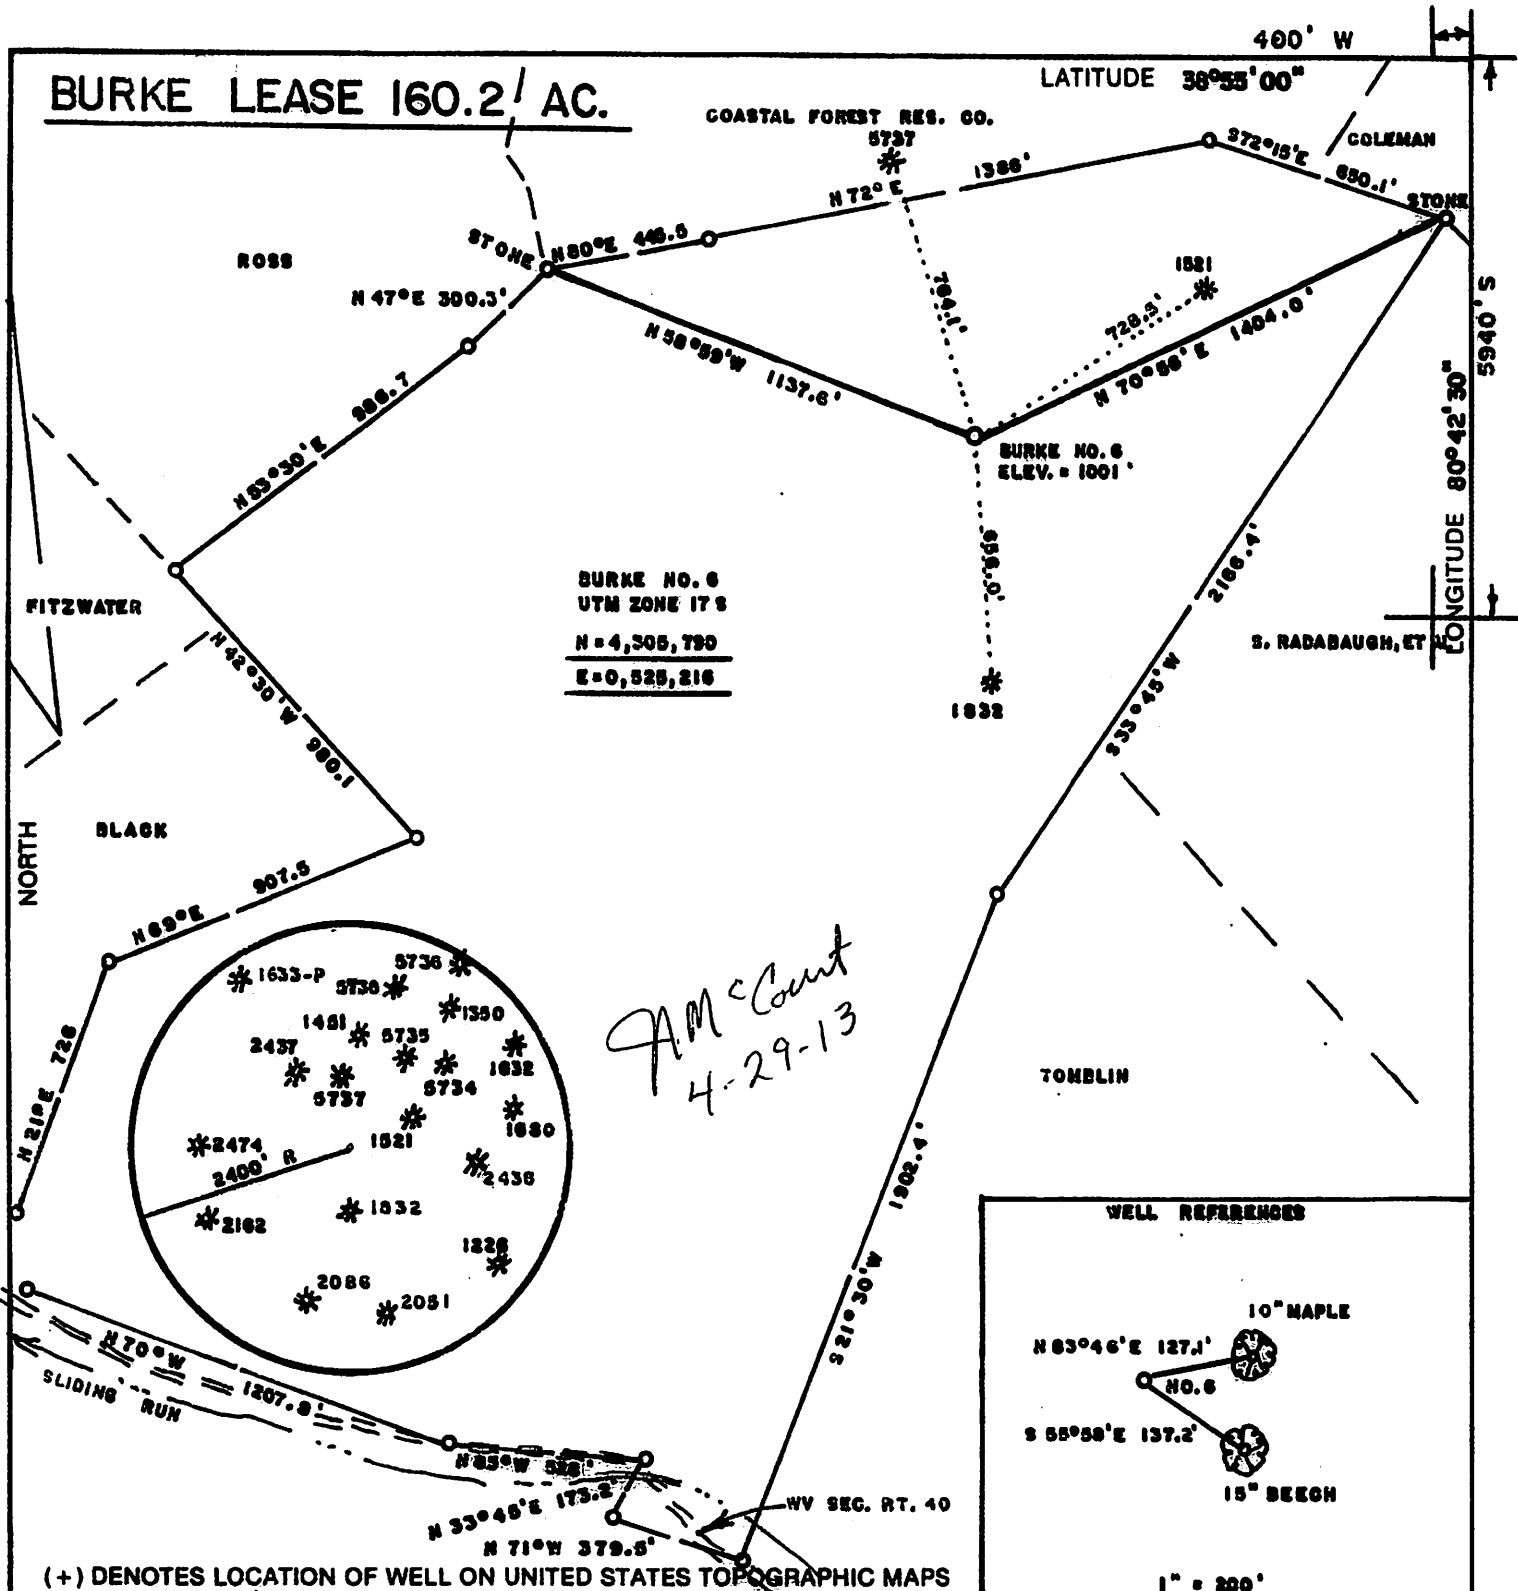 400' W
LATITUDE 38°55'00"
BURKE LEASE 160.2 AC.
COASTAL FOREST RES. CO.
5737
COLEMAN
S72°15'E 650.1'
N 72° E 1386'
STONE
STONE
N80°E 445.5
ROSS
1521
N 47°E 300.3'
764.1'
728.3'
5940' S
N 58°59'W 1137.6'
N 70°56'E 1404.0'
986.7
N 53°30'E
BURKE NO. 6
ELEV. = 1001'
LONGITUDE 80°42'30"
2166.4'
BURKE NO. 6
UTM ZONE 17 S
FITZWATER
N = 4,305,790
E = 0,525,216
S. RADABAUGH, ET
N 42°30'W 980.1
S 33°45'W
1832
NORTH
BLACK
907.5
N 69°E
5736
1633-P
5738
1350
1451
5735
2437
1632
5737
5734
1680
1521
2474
2400' R
2436
1832
2162
1226
2086
2051
J.A. McCourt
4-29-13
TOMBLIN
N 21°E 726
1902.4'
S 21°30'W
WELL REFERENCES
10" MAPLE
N 83°46'E 127.1'
NO. 6
S 55°58'E 137.2'
15" BEECH
N 70°W 1207.8'
SLIDING RUN
N 85°W 528'
N 33°45'E 173.2'
WV SEC. RT. 40
N 71°W 379.5'
(+) DENOTES LOCATION OF WELL ON UNITED STATES TOPOGRAPHIC MAPS
1" = 200'